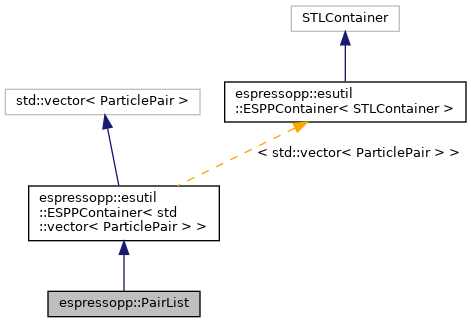 STLContainer
espressopp::esutil
::ESPPContainer< STLContainer >
std::vector< ParticlePair >
< std::vector< ParticlePair > >
espressopp::esutil
::ESPPContainer< std
::vector< ParticlePair > >
espressopp::PairList